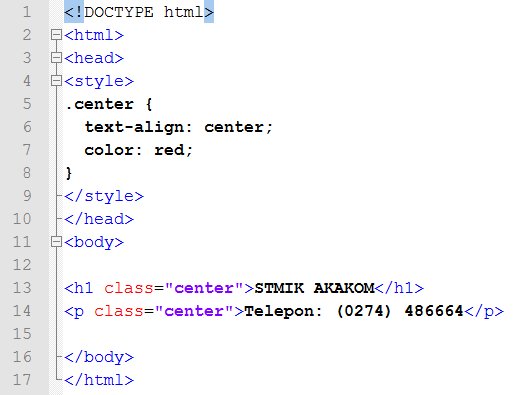 1 <!DOCTYPE html>
2 <html>
3 <head>
4 <style>
5 .center {
6   text-align: center;
7   color: red;
8 }
9 </style>
10 </head>
11 <body>
12
13 <h1 class="center">STMIK AKAKOM</h1>
14 <p class="center">Telepon: (0274) 486664</p>
15
16 </body>
17 </html>